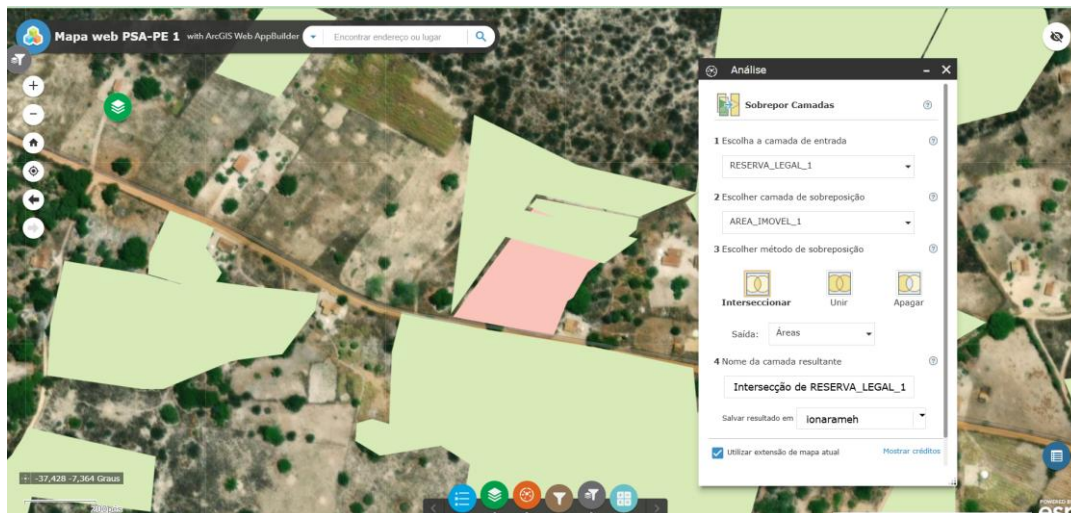 Mapa web PSA-PE 1 with ArcGIS Web AppBuilder
Encontrar endereço ou lugar
Análise
Sobrepor Camadas
1 Escolha a camada de entrada
RESERVA_LEGAL_1
2 Escolher camada de sobreposição
AREA_IMOVEL_1
3 Escolher método de sobreposição
Interseccionar Unir Apagar
Saída: Áreas
4 Nome da camada resultante
Intersecção de RESERVA_LEGAL_1
Salvar resultado em ionarameh
Utilizar extensão de mapa atual Mostrar créditos
-37,428 -7,364 Graus
POWERED BY
esri